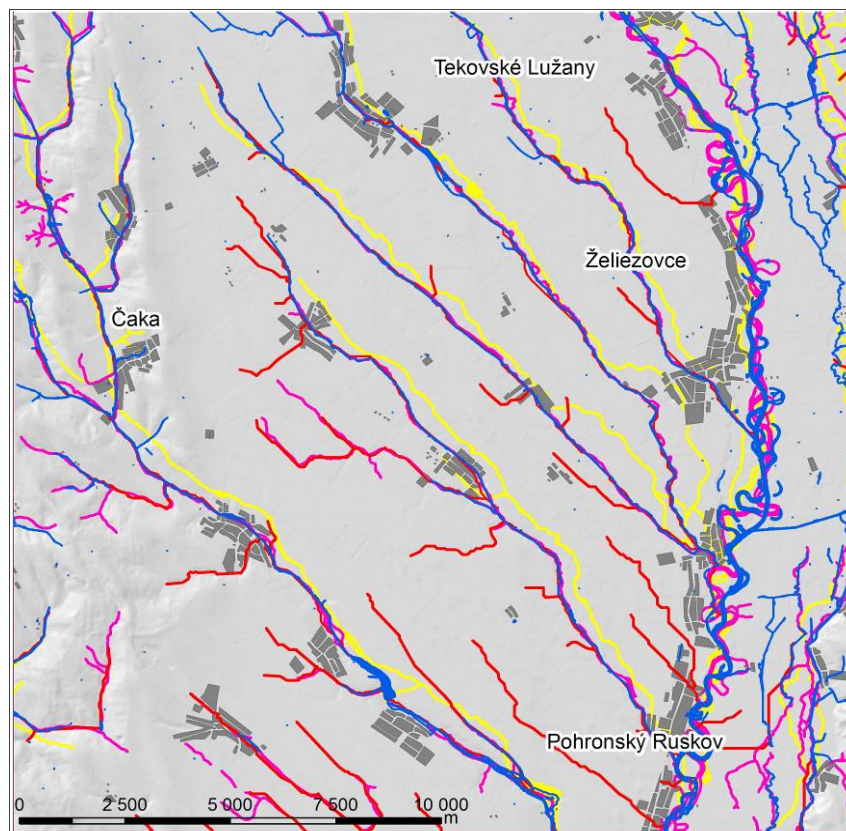 Tekovské Lužany
Želiezovce
Čaka
Pohronský Ruskov
0 2 500 5 000 7 500 10 000
m